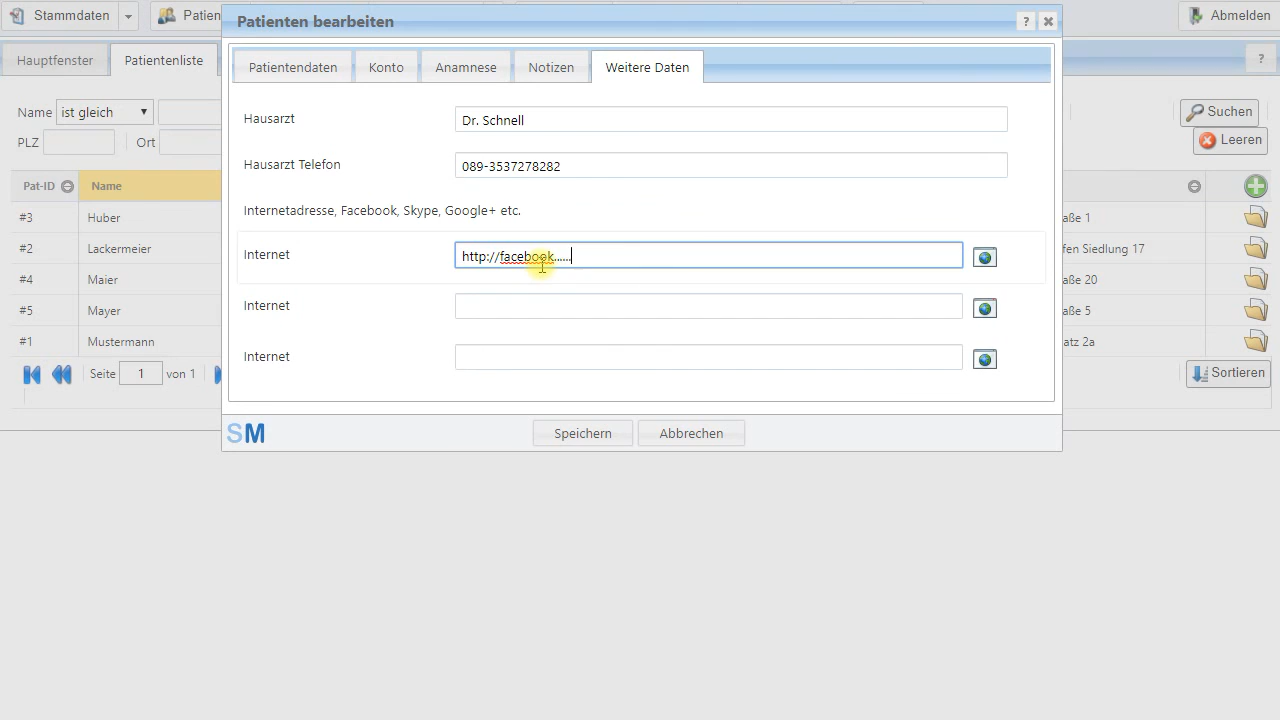 Stammdaten Patien Abmelden
Patienten bearbeiten ?
Hauptfenster Patientenliste ?
Patientendaten Konto Anamnese Notizen Weitere Daten
Name ist gleich Suchen
PLZ Ort Leeren
Hausarzt Dr. Schnell
Hausarzt Telefon 089-3537278282
Internetadresse, Facebook, Skype, Google+ etc.
Internet http://facebook......
Internet
Internet
Pat-ID Name
#3 Huber aße 1
#2 Lackermeier fen Siedlung 17
#4 Maier aße 20
#5 Mayer aße 5
#1 Mustermann atz 2a
Seite 1 von 1 Sortieren
SM Speichern Abbrechen